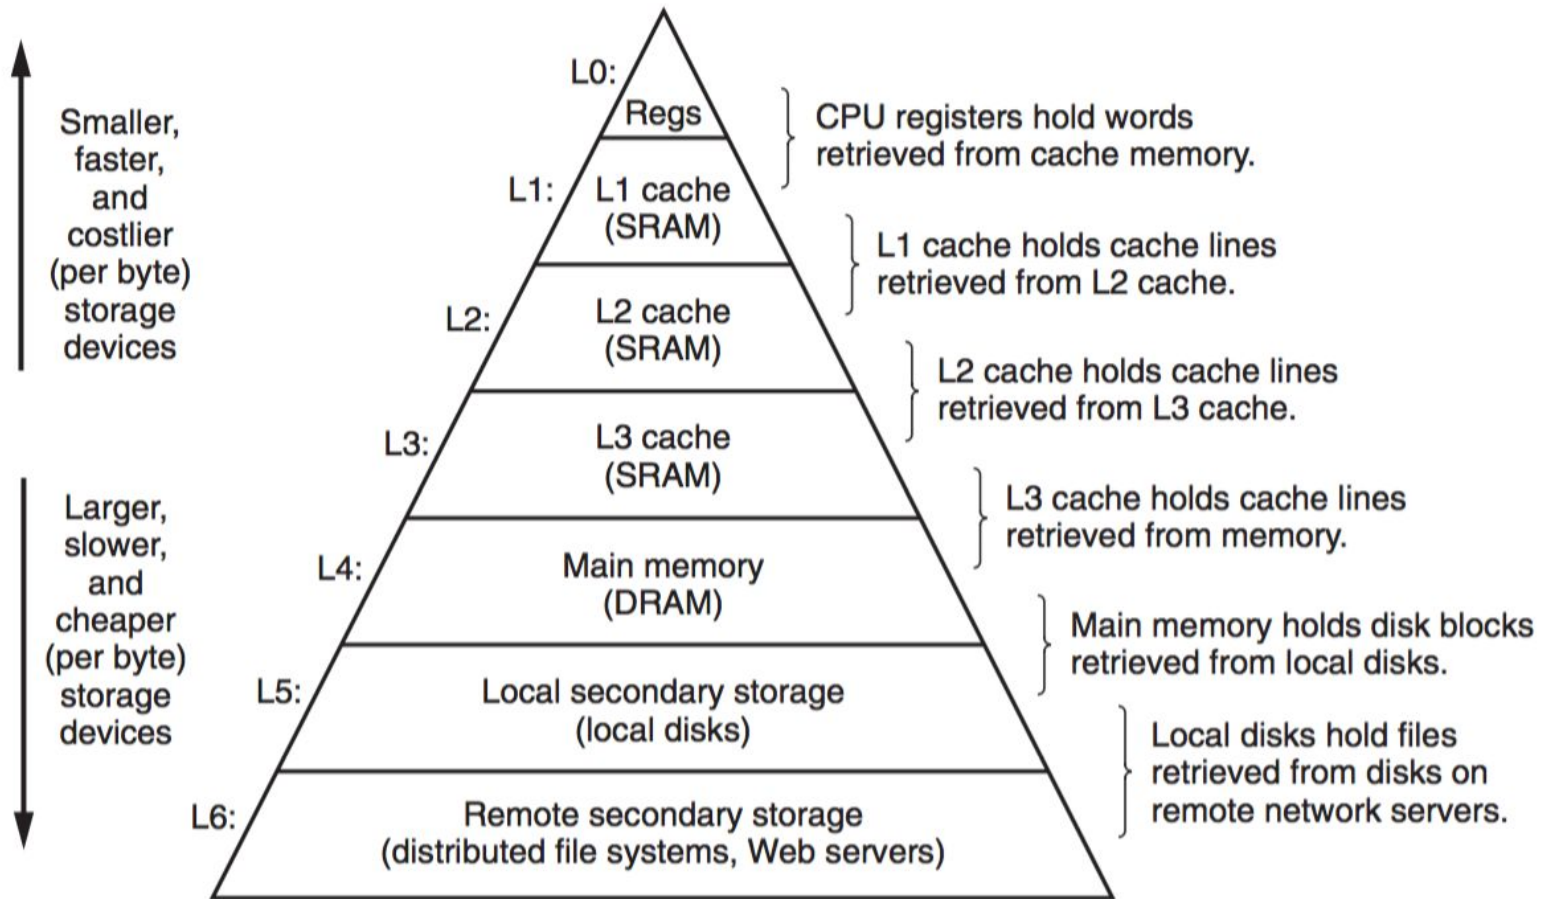 Smaller,
faster,
and
costlier
(per byte)
storage
devices
Larger,
slower,
and
cheaper
(per byte)
storage
devices
L0:
Regs
L1:
L1 cache
(SRAM)
L2:
L2 cache
(SRAM)
L3:
L3 cache
(SRAM)
L4:
Main memory
(DRAM)
L5:
Local secondary storage
(local disks)
L6:
Remote secondary storage
(distributed file systems, Web servers)
CPU registers hold words
retrieved from cache memory.
L1 cache holds cache lines
retrieved from L2 cache.
L2 cache holds cache lines
retrieved from L3 cache.
L3 cache holds cache lines
retrieved from memory.
Main memory holds disk blocks
retrieved from local disks.
Local disks hold files
retrieved from disks on
remote network servers.